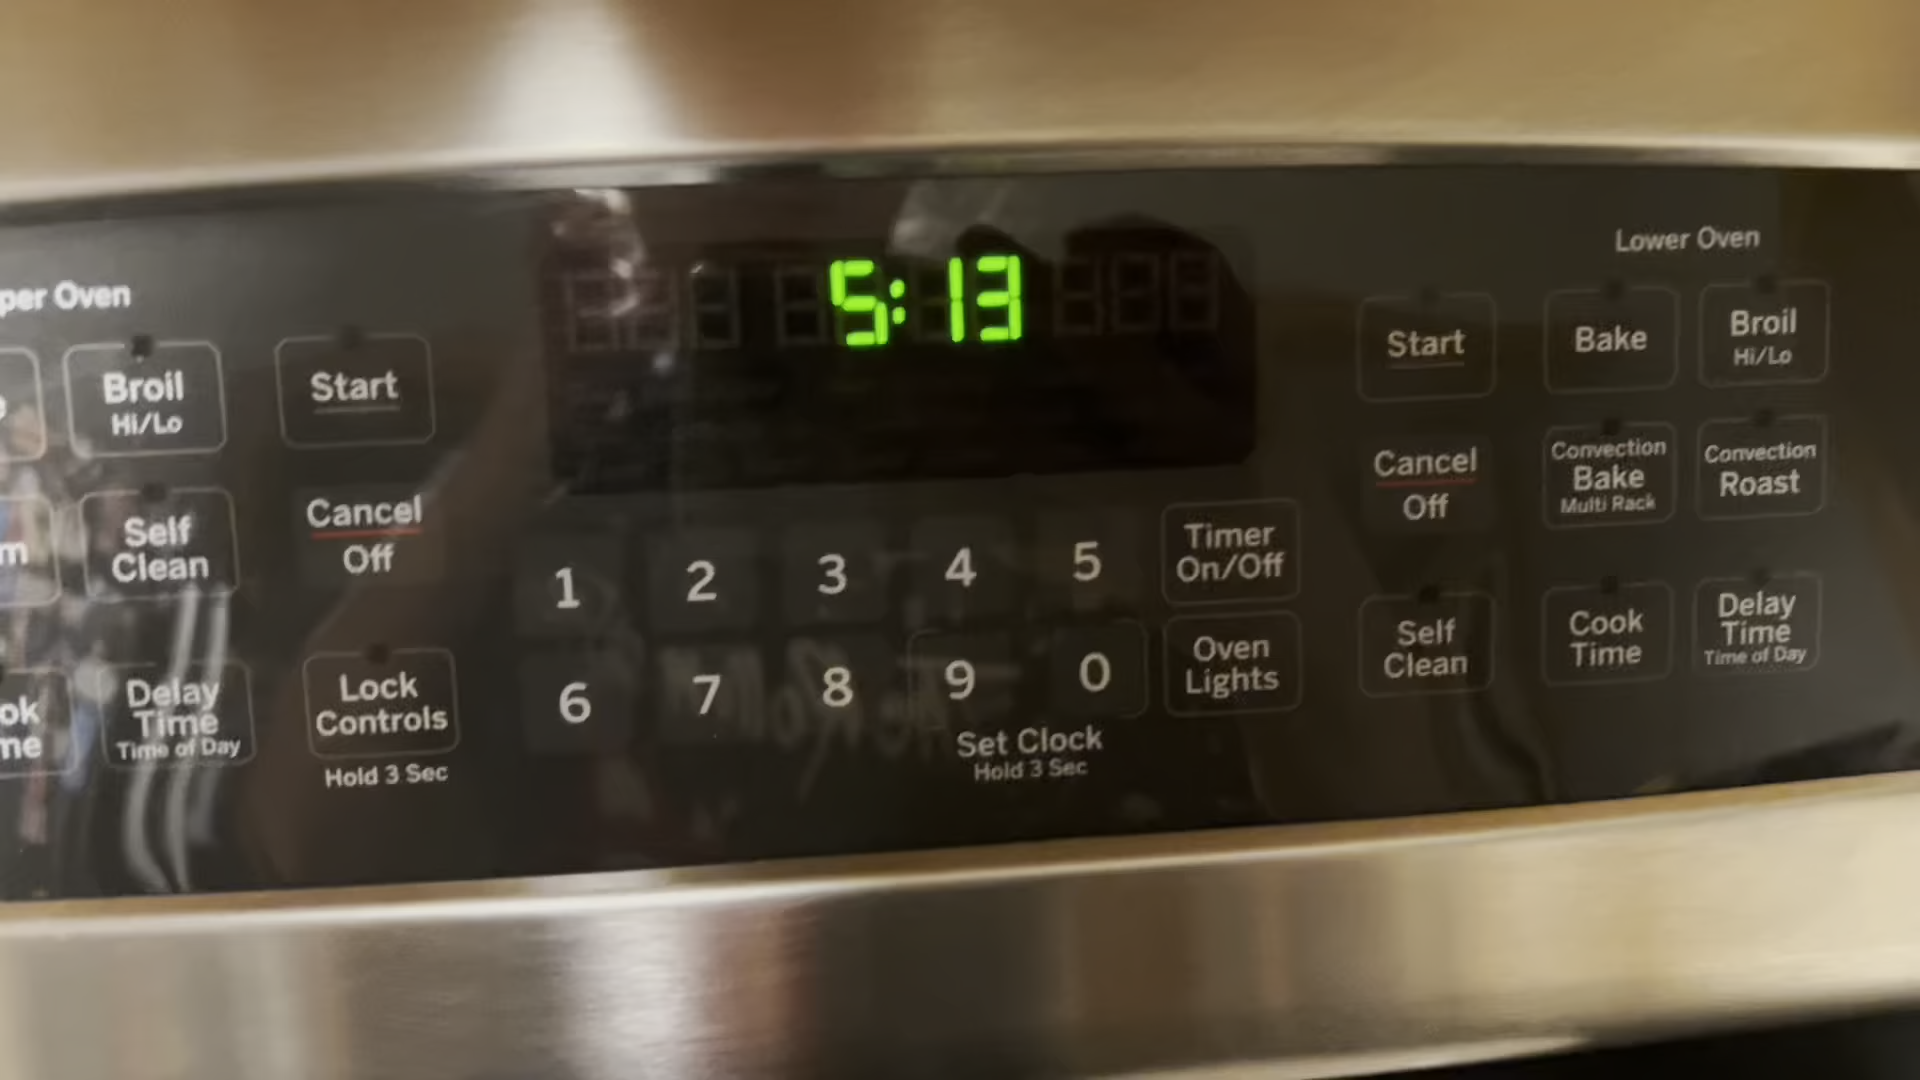 per Oven
Broil
Hi/Lo
Start
Self
Clean
Cancel
Off
Delay
Time
Time of Day
Lock
Controls
Hold 3 Sec
5:13
1 2 3 4 5
6 7 8 9 0
Set Clock
Hold 3 Sec
Timer
On/Off
Oven
Lights
Lower Oven
Start
Bake
Broil
Hi/Lo
Cancel
Off
Convection
Bake
Multi Rack
Convection
Roast
Self
Clean
Cook
Time
Delay
Time
Time of Day